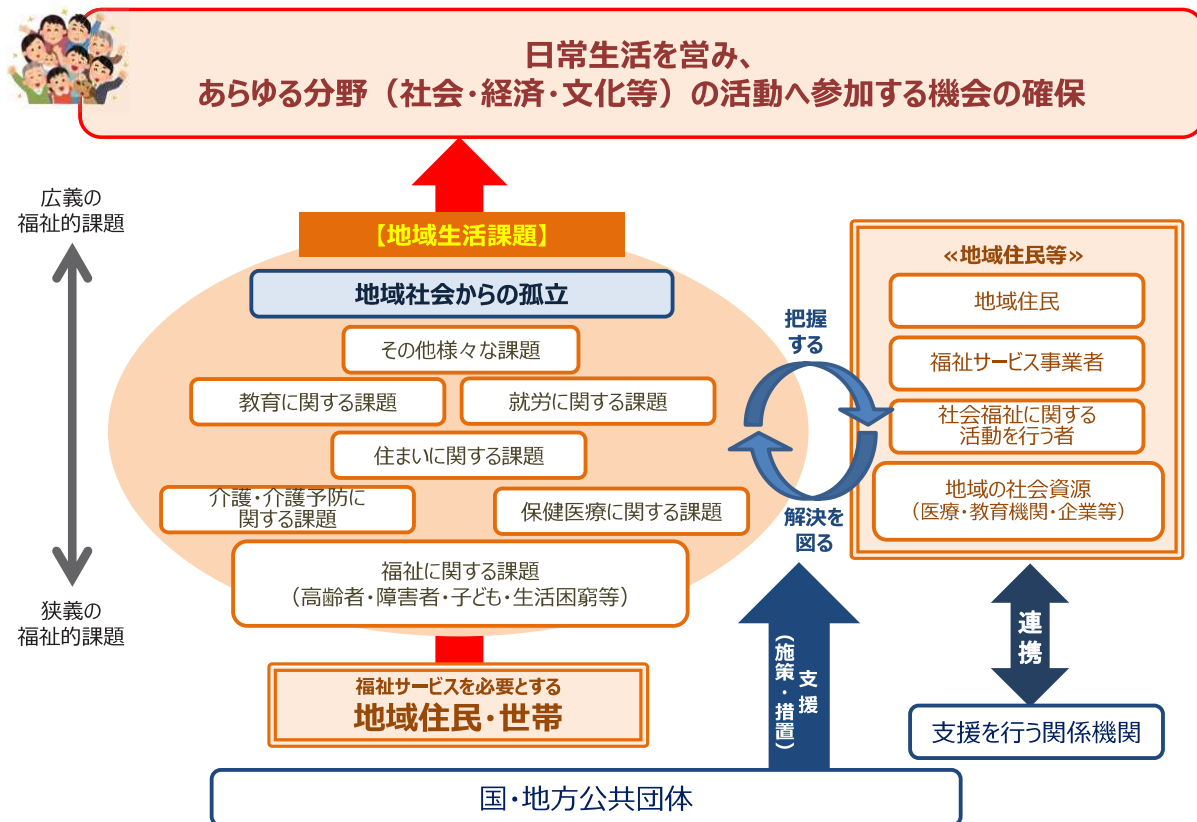 日常生活を営み、
あらゆる分野（社会・経済・文化等）の活動へ参加する機会の確保
広義の
福祉的課題
狭義の
福祉的課題
【地域生活課題】
地域社会からの孤立
その他様々な課題
教育に関する課題
就労に関する課題
住まいに関する課題
介護・介護予防に
関する課題
保健医療に関する課題
福祉に関する課題
（高齢者・障害者・子ども・生活困窮等）
福祉サービスを必要とする
地域住民・世帯
把握
する
解決を
図る
«地域住民等»
地域住民
福祉サービス事業者
社会福祉に関する
活動を行う者
地域の社会資源
（医療・教育機関・企業等）
支援
（施策・措置）
連携
支援を行う関係機関
国・地方公共団体